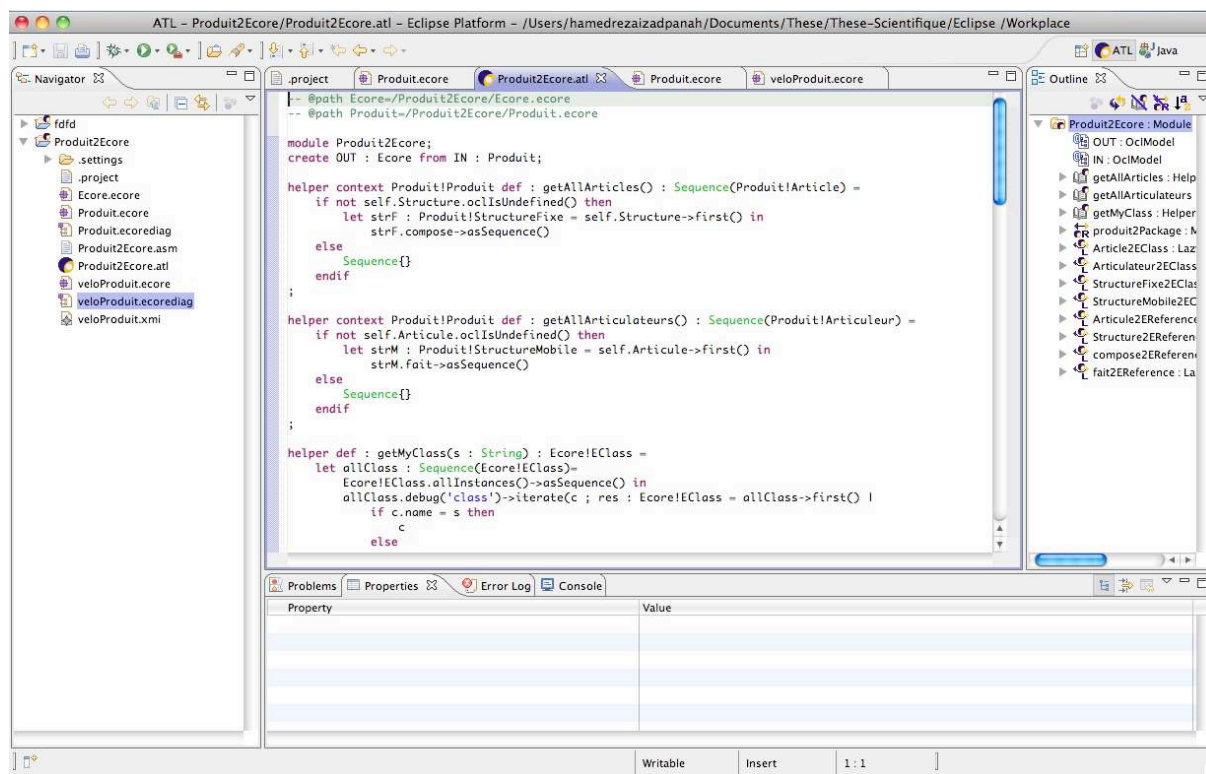 ATL - Produit2Ecore/Produit2Ecore.atl - Eclipse Platform - /Users/hamedrezaizadpanah/Documents/These/These-Scientifique/Eclipse /Workplace
ATL Java
Navigator
fdfd
Produit2Ecore
.settings
.project
Ecore.ecore
Produit.ecore
Produit.ecorediag
Produit2Ecore.asm
Produit2Ecore.atl
veloProduit.ecore
veloProduit.ecorediag
veloProduit.xmi
.project Produit.ecore Produit2Ecore.atl Produit.ecore veloProduit.ecore
-- @path Ecore=/Produit2Ecore/Ecore.ecore
-- @path Produit=/Produit2Ecore/Produit.ecore
module Produit2Ecore;
create OUT : Ecore from IN : Produit;
helper context Produit!Produit def : getAllArticles() : Sequence(Produit!Article) =
if not self.Structure.oclIsUndefined() then
let strF : Produit!StructureFixe = self.Structure->first() in
strF.compose->asSequence()
else
Sequence{}
endif
;
helper context Produit!Produit def : getAllArticulateurs() : Sequence(Produit!Articuleur) =
if not self.Articule.oclIsUndefined() then
let strM : Produit!StructureMobile = self.Articule->first() in
strM.fait->asSequence()
else
Sequence{}
endif
;
helper def : getMyClass(s : String) : Ecore!EClass =
let allClass : Sequence(Ecore!EClass)=
Ecore!EClass.allInstances()->asSequence() in
allClass.debug('class')->iterate(c ; res : Ecore!EClass = allClass->first() |
if c.name = s then
c
else
Outline
Produit2Ecore : Module
OUT : OclModel
IN : OclModel
getAllArticles : Help
getAllArticulateurs
getMyClass : Helper
produit2Package : M
Article2EClass : Laz
Articulateur2EClass
StructureFixe2EClas
StructureMobile2EC
Articule2EReference
Structure2EReferen
compose2EReferen
fait2EReference : La
Problems Properties Error Log Console
Property Value
Writable Insert 1 : 1